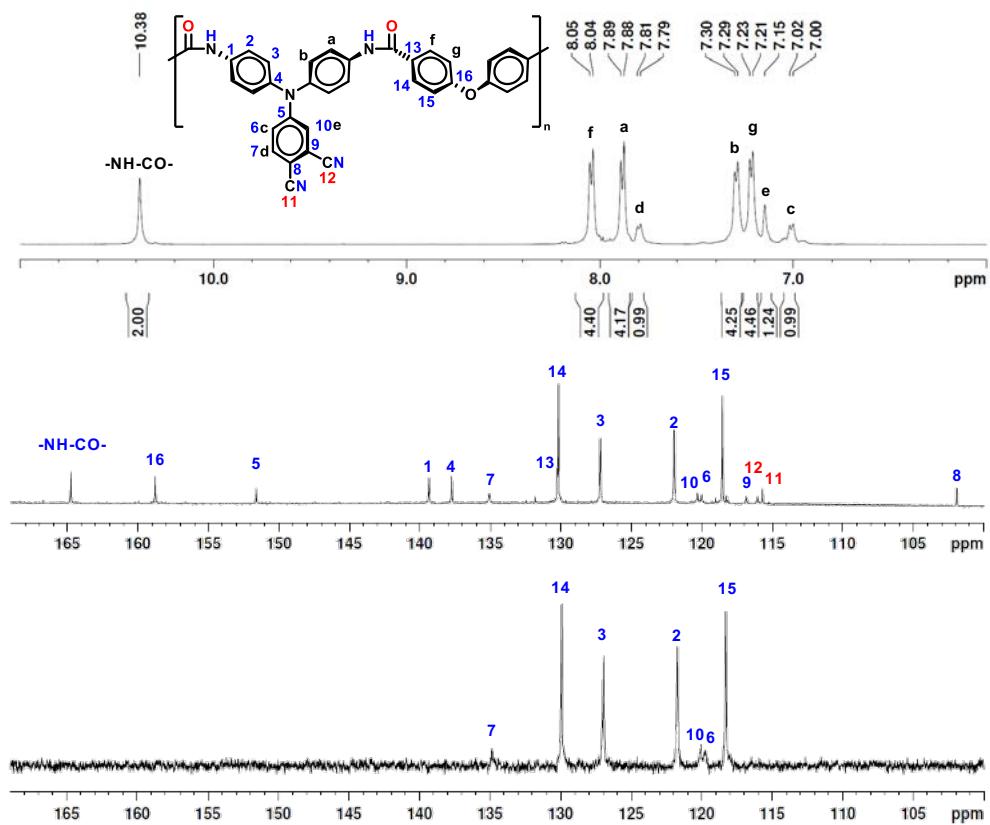 10.38
8.05
8.04
7.89
7.88
7.81
7.79
7.30
7.29
7.23
7.21
7.15
7.02
7.00
O
H
N
1
2
3
4
N
a
b
H
N
O
13
14
f
g
15
16
O
n
5
6c
7d
8
9
10e
CN
12
CN
11
-NH-CO-
f
a
d
b
g
e
c
10.0 9.0 8.0 7.0 ppm
2.00
4.40
4.17
0.99
4.25
4.46
1.24
0.99
-NH-CO-
16
5
1
4
7
13
14
3
2
10
6
15
9
12
11
8
165 160 155 150 145 140 135 130 125 120 115 110 105 ppm
7
14
3
2
10
6
15
165 160 155 150 145 140 135 130 125 120 115 110 105 ppm